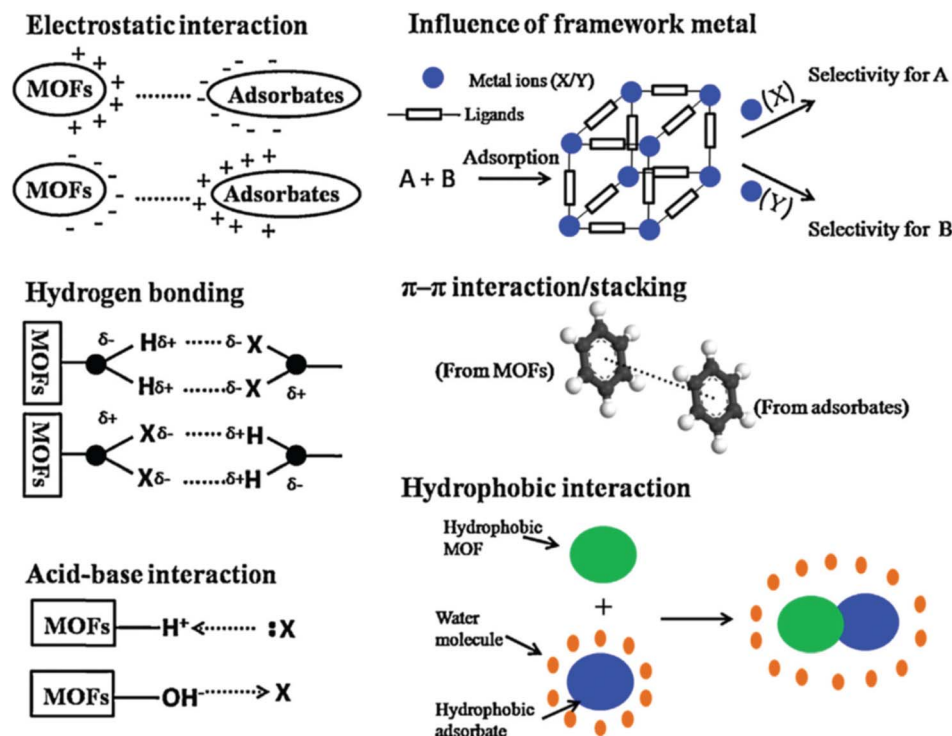 Electrostatic interaction
MOFs
+ + + + + + +
- - - - - - - - -
Adsorbates
MOFs
- - - - - - -
+ + + + + + + + +
Adsorbates
Influence of framework metal
Metal ions (X/Y)
Ligands
A + B
Adsorption
(X)
Selectivity for A
(Y)
Selectivity for B
Hydrogen bonding
MOFs
δ- Hδ+ ······ δ- X
Hδ+ ······ δ- X
δ+
MOFs
δ+ Xδ- ······ δ+H
Xδ- ······ δ+H
δ-
π–π interaction/stacking
(From MOFs)
(From adsorbates)
Acid-base interaction
MOFs H⁺ :X
MOFs OH⁻ X
Hydrophobic interaction
Hydrophobic
MOF
+
Water
molecule
Hydrophobic
adsorbate